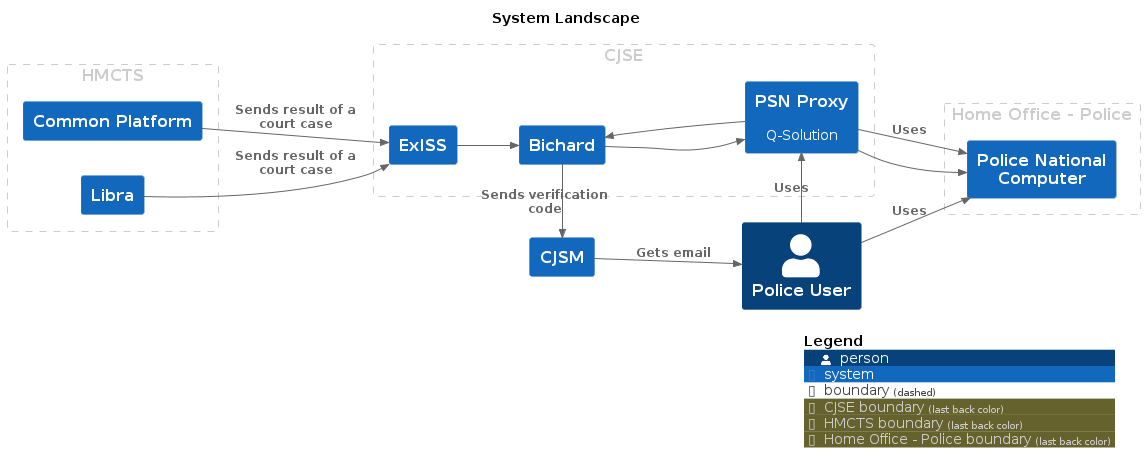 System Landscape
CJSE
HMCTS
Common Platform
Libra
Sends result of a
court case
Sends result of a
court case
ExISS
Bichard
PSN Proxy
Q-Solution
Home Office - Police
Uses
Police National
Computer
Uses
Uses
Sends verification
code
CJSM
Gets email
Police User
Legend
person
system
boundary (dashed)
CJSE boundary (last back color)
HMCTS boundary (last back color)
Home Office - Police boundary (last back color)